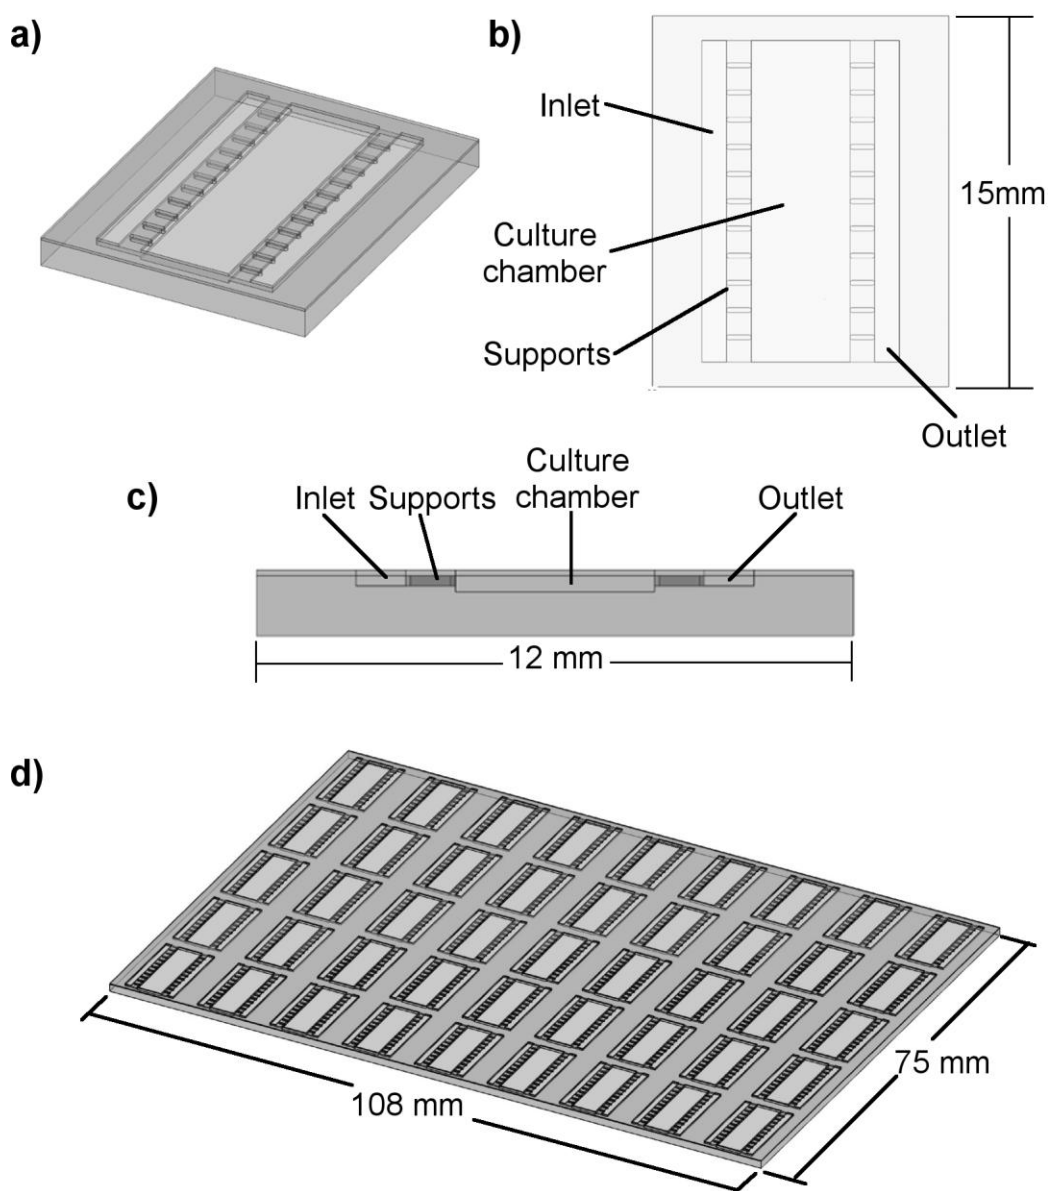 a)
b)
Inlet
15mm
Culture
chamber
Supports
Outlet
c)
Inlet
Supports
Culture
chamber
Outlet
12 mm
d)
108 mm
75 mm